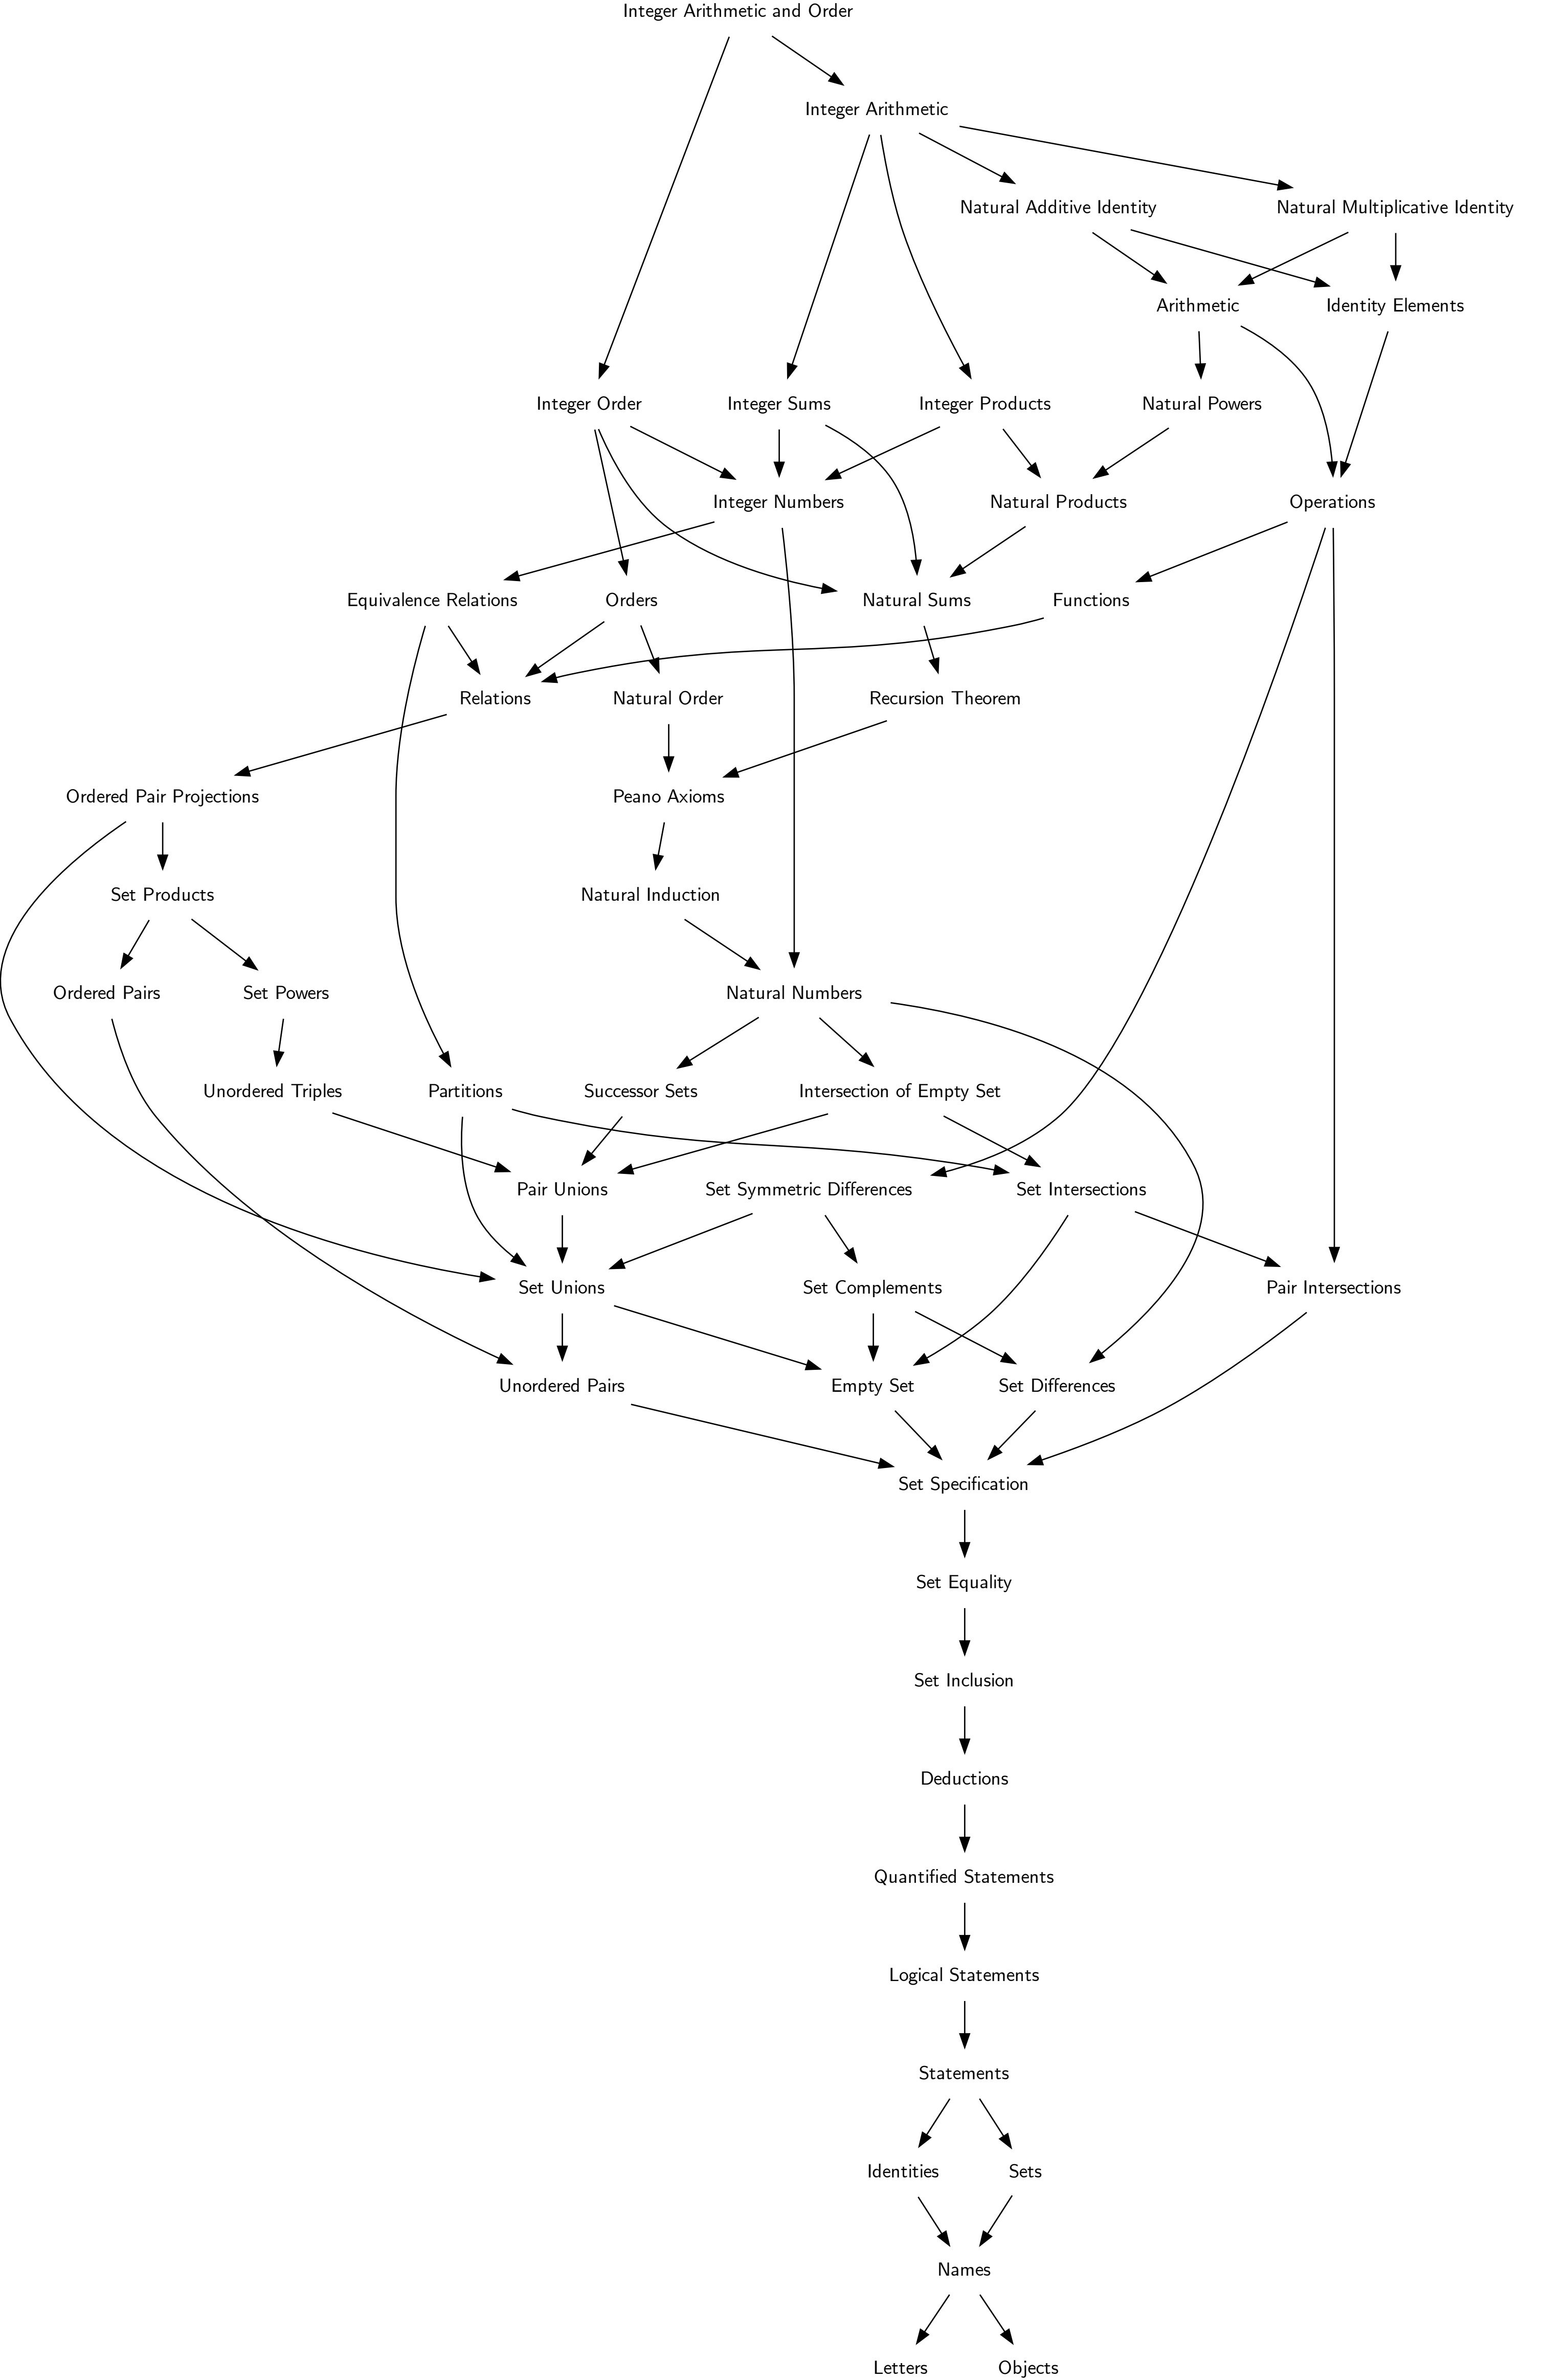 Integer Arithmetic and Order
Integer Arithmetic
Natural Additive Identity
Natural Multiplicative Identity
Arithmetic
Identity Elements
Integer Order
Integer Sums
Integer Products
Natural Powers
Integer Numbers
Natural Products
Operations
Equivalence Relations
Orders
Natural Sums
Functions
Relations
Natural Order
Recursion Theorem
Ordered Pair Projections
Peano Axioms
Set Products
Natural Induction
Ordered Pairs
Set Powers
Natural Numbers
Unordered Triples
Partitions
Successor Sets
Intersection of Empty Set
Pair Unions
Set Symmetric Differences
Set Intersections
Set Unions
Set Complements
Pair Intersections
Unordered Pairs
Empty Set
Set Differences
Set Specification
Set Equality
Set Inclusion
Deductions
Quantified Statements
Logical Statements
Statements
Identities
Sets
Names
Letters
Objects